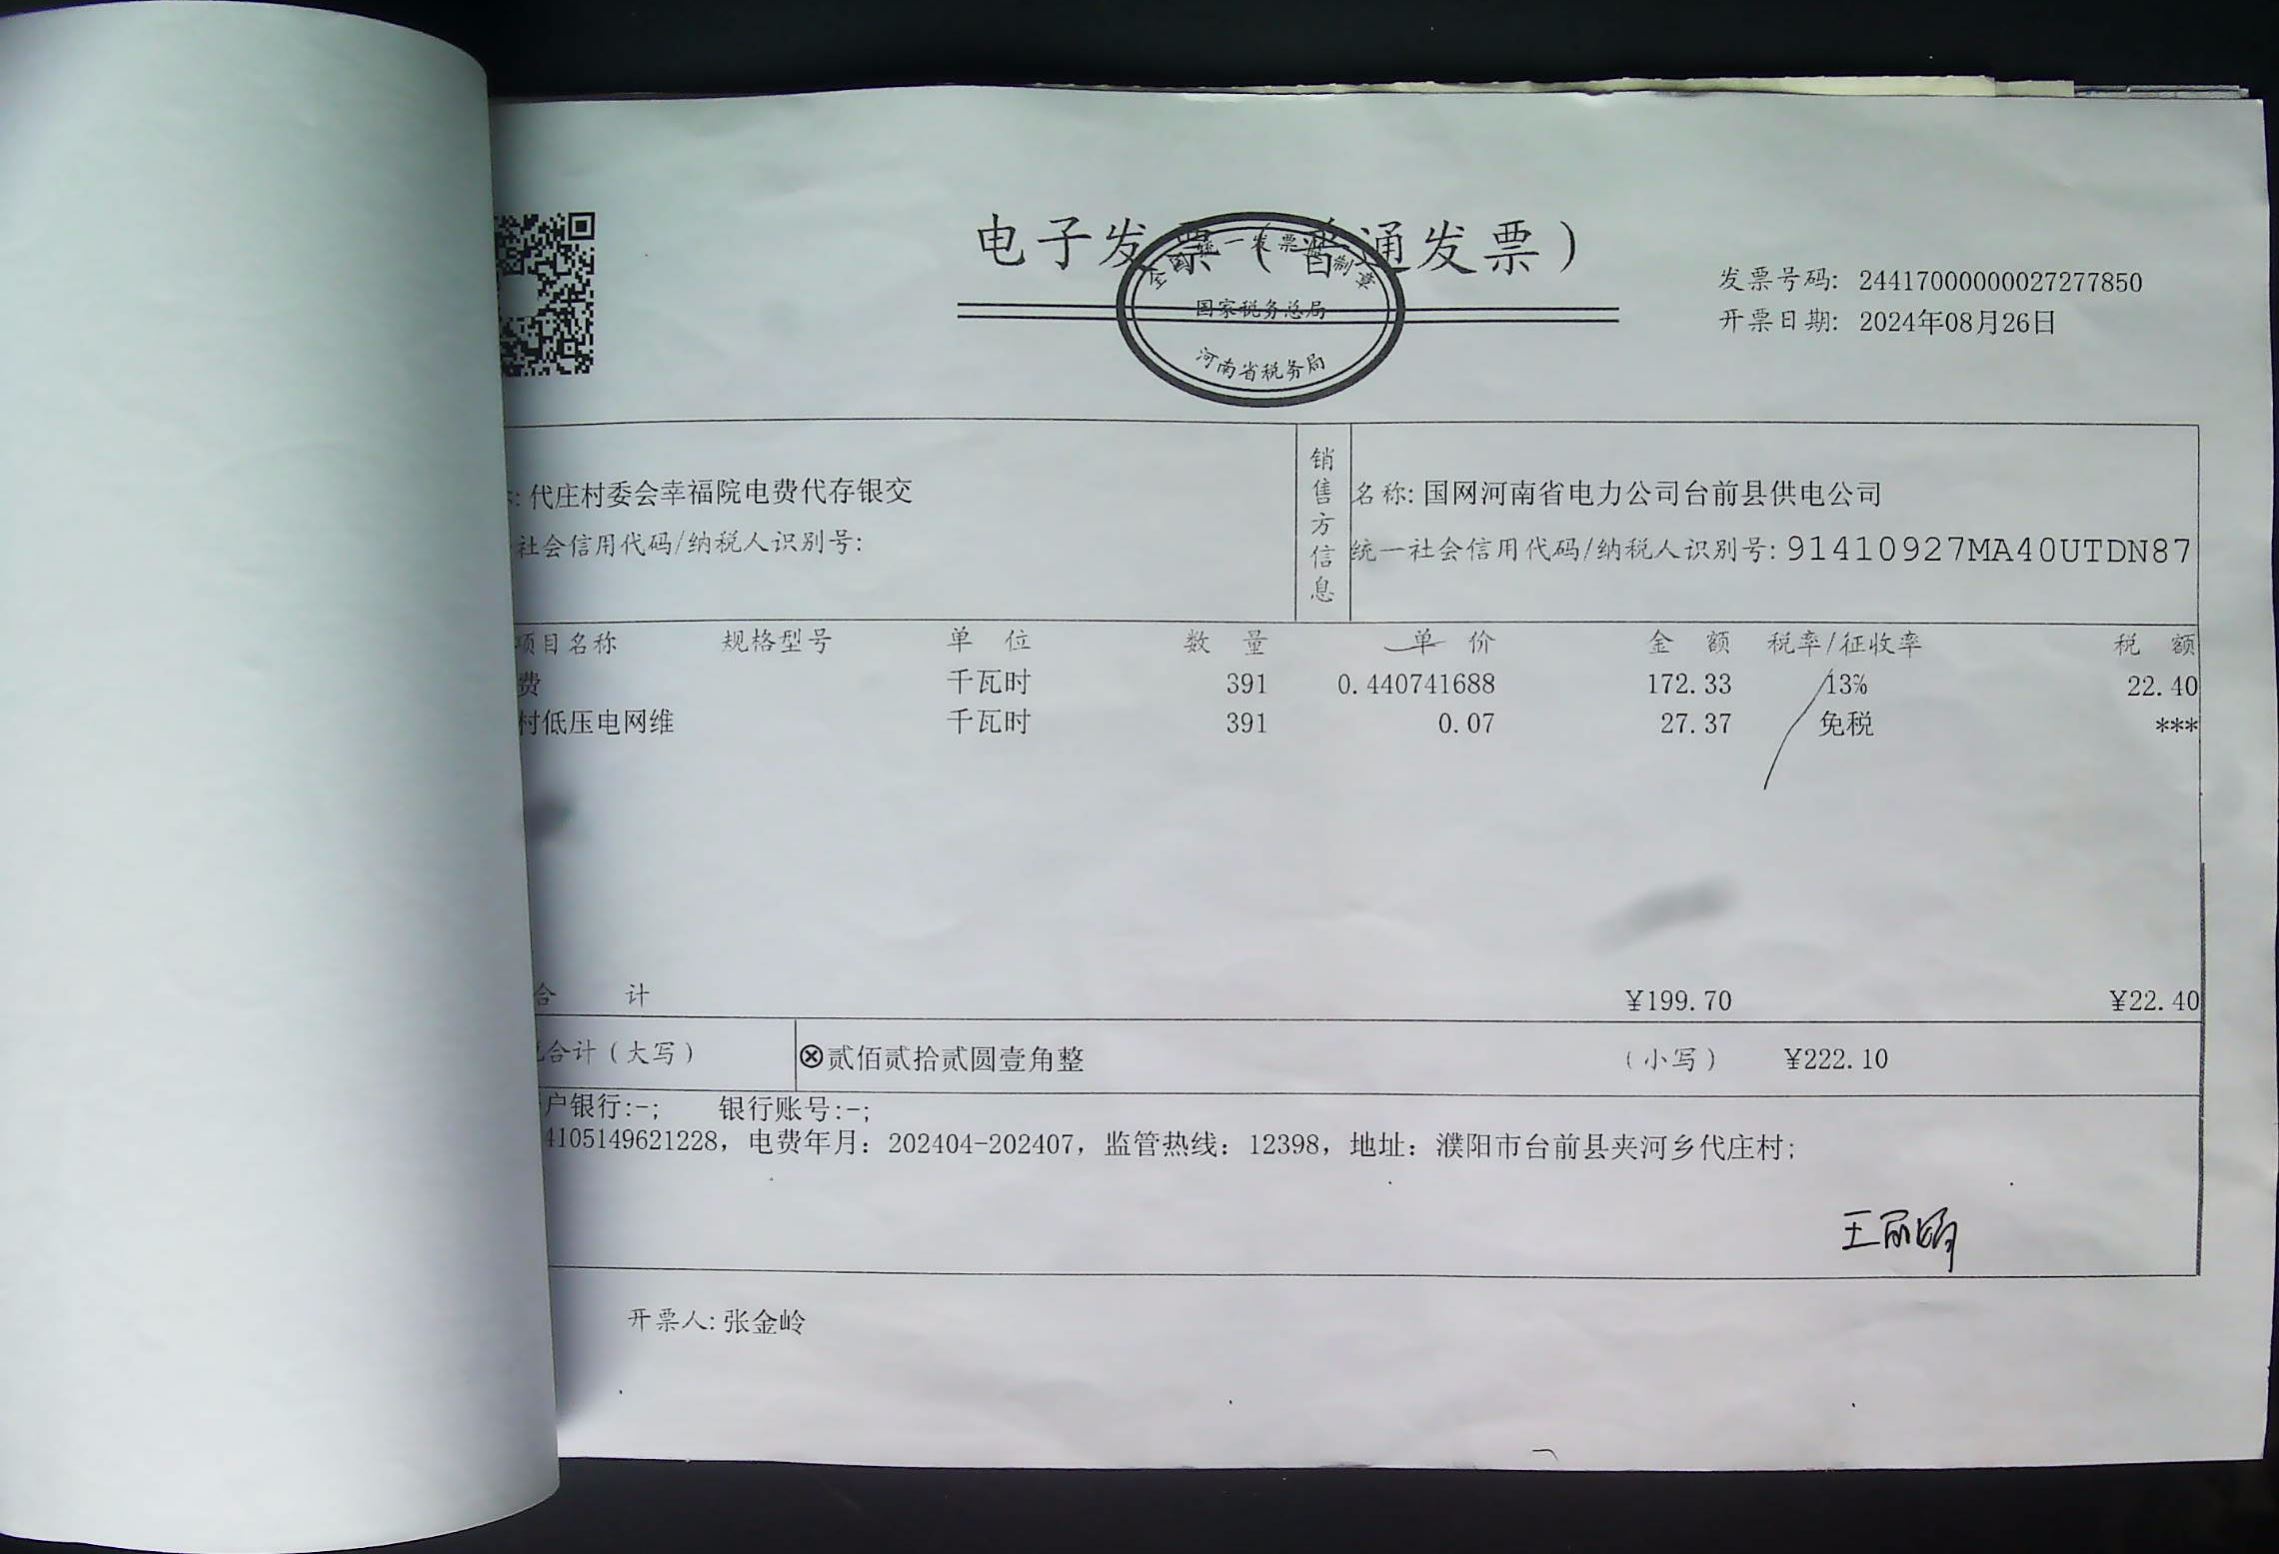 电子发票（普通发票）
全国统一发票监制章
国家税务总局
河南省税务局
发票号码: 24417000000027277850
开票日期: 2024年08月26日
: 代庄村委会幸福院电费代存银交
社会信用代码/纳税人识别号:
销售方信息
名称: 国网河南省电力公司台前县供电公司
统一社会信用代码/纳税人识别号: 91410927MA40UTDN87
项目名称 规格型号 单 位 数 量 单 价 金 额 税率/征收率 税 额
费 千瓦时 391 0.440741688 172.33 13% 22.40
村低压电网维 千瓦时 391 0.07 27.37 免税 ***
合 计 ¥199.70 ¥22.40
合计（大写） ⊗贰佰贰拾贰圆壹角整 （小写） ¥222.10
户银行:-; 银行账号:-;
4105149621228, 电费年月: 202404-202407, 监管热线: 12398, 地址: 濮阳市台前县夹河乡代庄村;
开票人: 张金岭